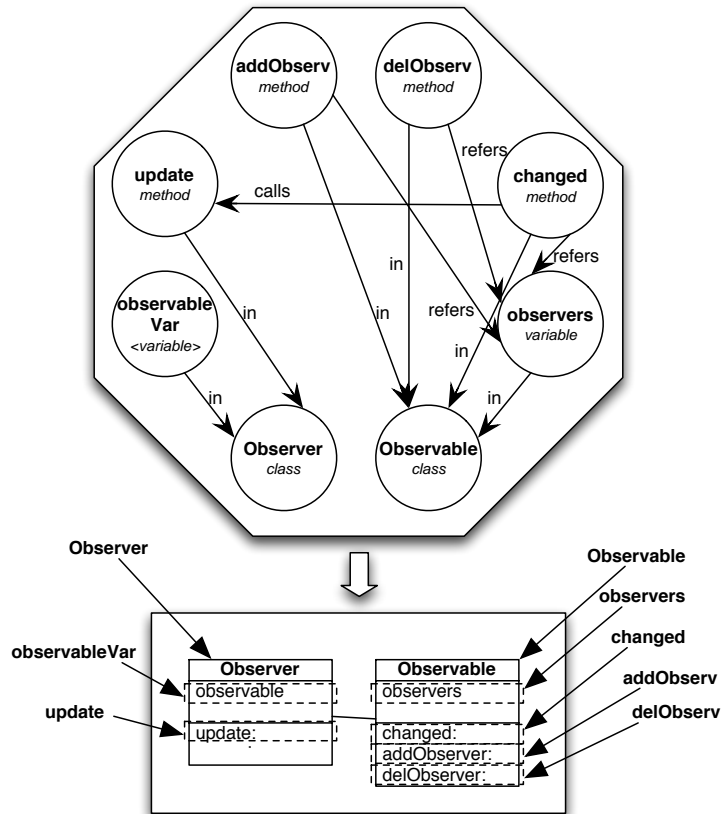 addObserv
method
delObserv
method
refers
update
method
calls
changed
method
in
refers
observable
Var
<variable>
in
in
refers
observers
variable
in
in
in
Observer
class
Observable
class
Observer
Observable
observers
observableVar
changed
Observer
Observable
observable
observers
addObserv
update
update:
changed:
delObserv
addObserver:
delObserver: